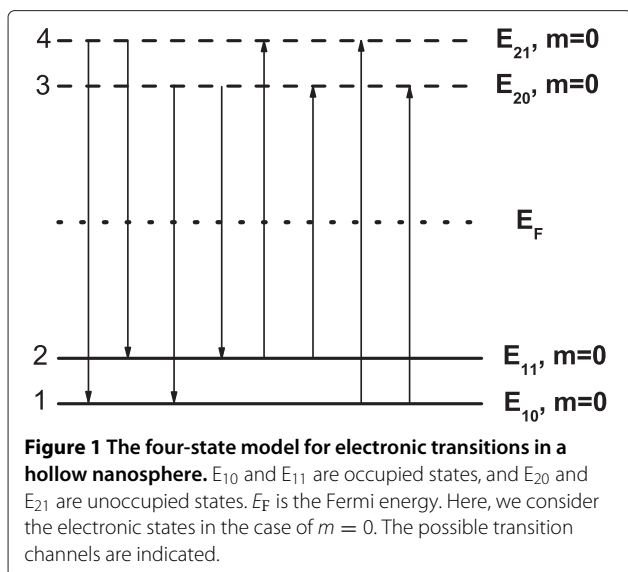 4 E₂₁, m=0
3 E₂₀, m=0
E_F
2 E₁₁, m=0
1 E₁₀, m=0
Figure 1 The four-state model for electronic transitions in a
hollow nanosphere. E₁₀ and E₁₁ are occupied states, and E₂₀ and
E₂₁ are unoccupied states. E_F is the Fermi energy. Here, we consider
the electronic states in the case of m = 0. The possible transition
channels are indicated.